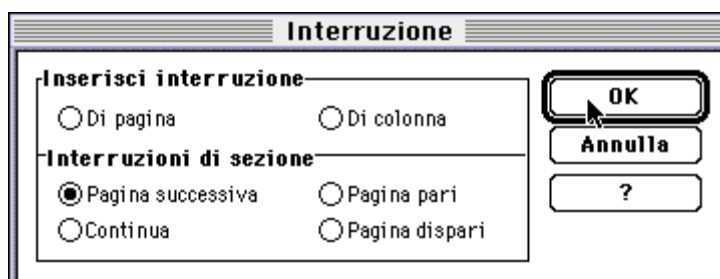 Interruzione
Inserisci interruzione
Di pagina Di colonna
Interruzioni di sezione
Pagina successiva Pagina pari
Continua Pagina dispari
OK
Annulla
?